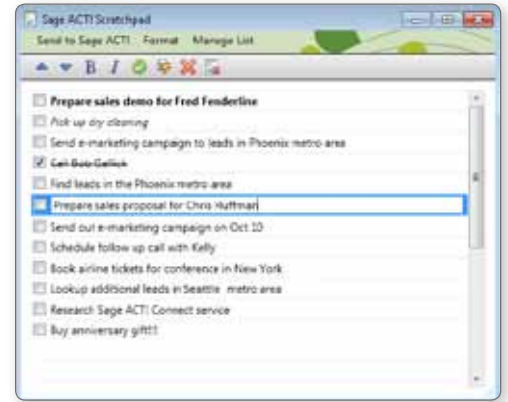 Sage ACT! Scratchpad
Send to Sage ACT! Format Manage List
B I
Prepare sales demo for Fred Fenderline
Pick up dry cleaning
Send e-marketing campaign to leads in Phoenix metro area
Call Bob Gallick
Find leads in the Phoenix metro area
Prepare sales proposal for Chris Huffman
Send out e-marketing campaign on Oct 10
Schedule follow up call with Kelly
Book airline tickets for conference in New York
Lookup additional leads in Seattle metro area
Research Sage ACT! Connect service
Buy anniversary gift!!